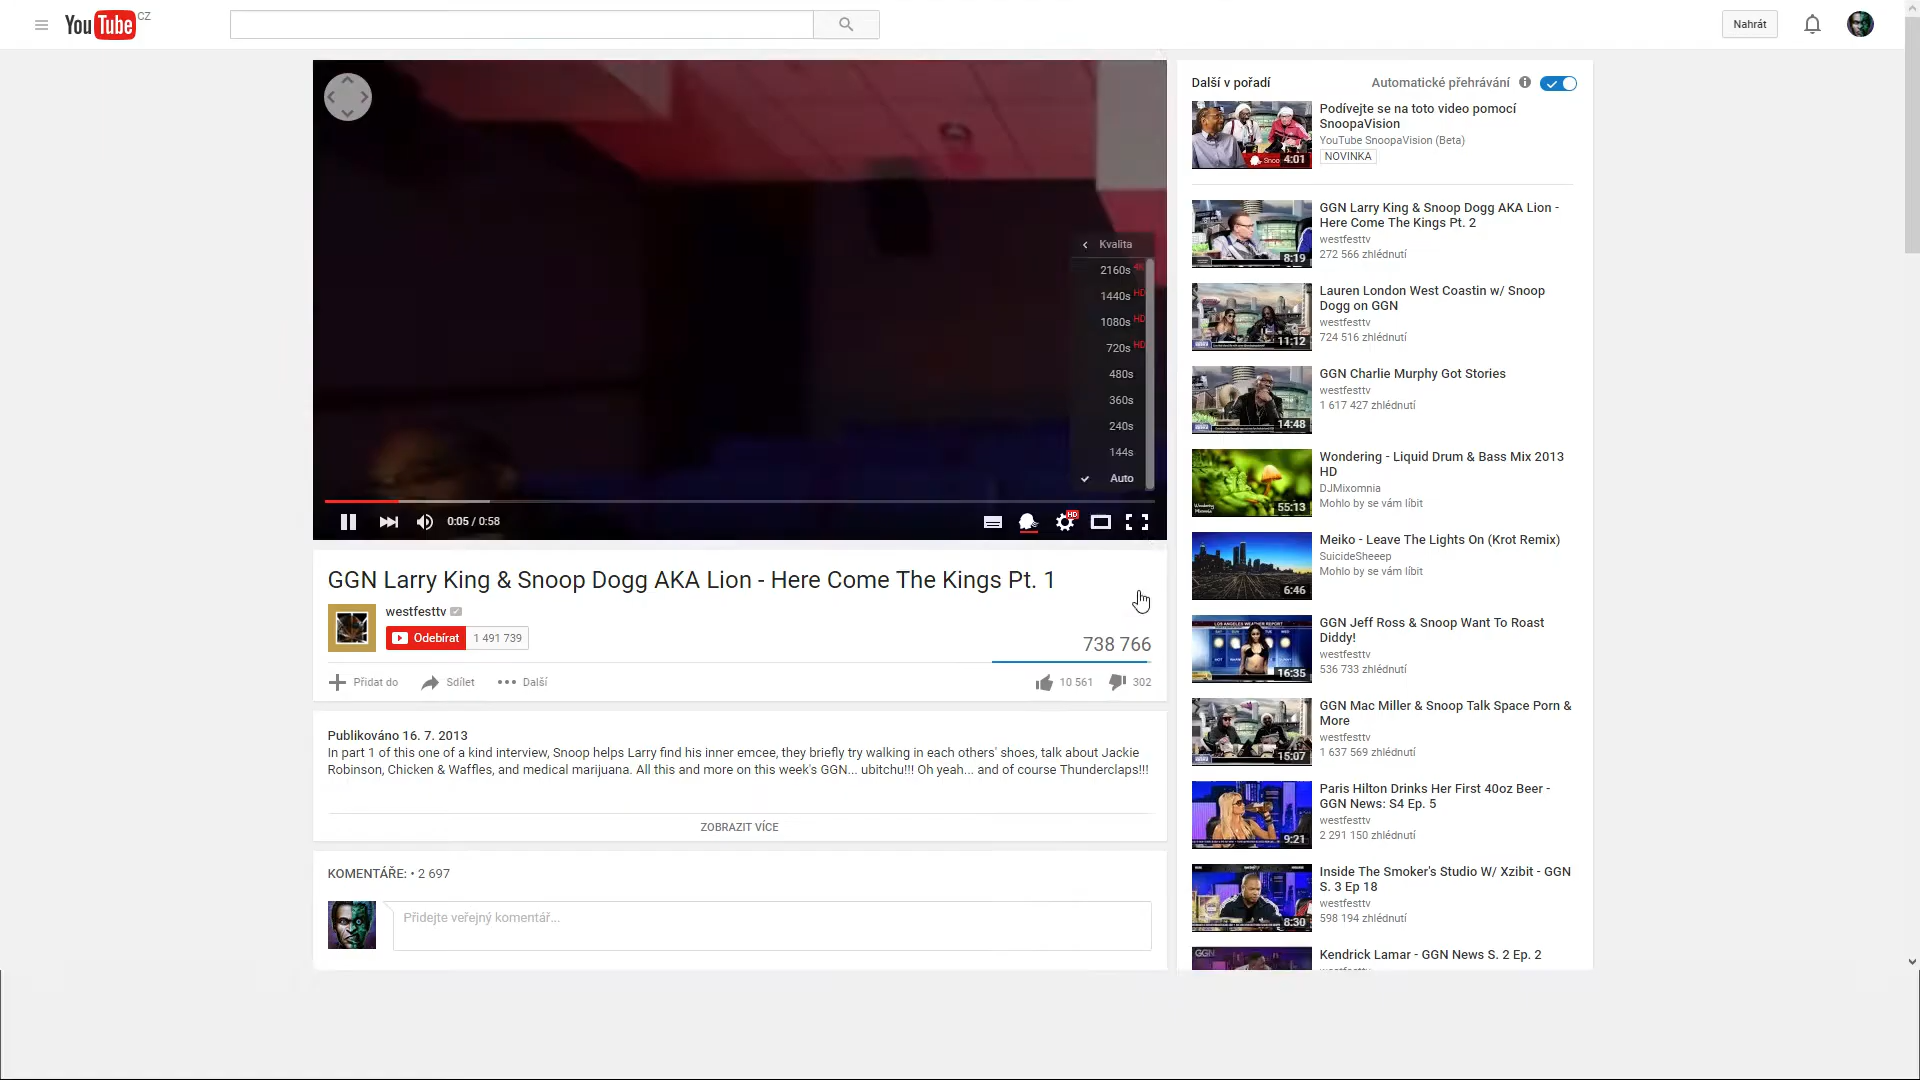 YouTube CZ
Nahrát
Kvalita
2160s 4K
1440s HD
1080s HD
720s HD
480s
360s
240s
144s
Auto
0:05 / 0:58
HD
GGN Larry King & Snoop Dogg AKA Lion - Here Come The Kings Pt. 1
westfesttv
Odebírat 1 491 739
738 766
Přidat do Sdílet Další
10 561 302
Publikováno 16. 7. 2013
In part 1 of this one of a kind interview, Snoop helps Larry find his inner emcee, they briefly try walking in each others' shoes, talk about Jackie
Robinson, Chicken & Waffles, and medical marijuana. All this and more on this week's GGN... ubitchu!!! Oh yeah... and of course Thunderclaps!!!
ZOBRAZIT VÍCE
KOMENTÁŘE: • 2 697
Přidejte veřejný komentář...
Další v pořadí
Automatické přehrávání
4:01
Podívejte se na toto video pomocí
SnoopaVision
YouTube SnoopaVision (Beta)
NOVINKA
8:19
GGN Larry King & Snoop Dogg AKA Lion -
Here Come The Kings Pt. 2
westfesttv
272 566 zhlédnutí
11:12
Lauren London West Coastin w/ Snoop
Dogg on GGN
westfesttv
724 516 zhlédnutí
14:48
GGN Charlie Murphy Got Stories
westfesttv
1 617 427 zhlédnutí
55:13
Wondering - Liquid Drum & Bass Mix 2013
HD
DJMixomnia
Mohlo by se vám líbit
6:46
Meiko - Leave The Lights On (Krot Remix)
SuicideSheeep
Mohlo by se vám líbit
LOS ANGELES WEATHER REPORT
16:35
GGN Jeff Ross & Snoop Want To Roast
Diddy!
westfesttv
536 733 zhlédnutí
15:07
GGN Mac Miller & Snoop Talk Space Porn &
More
westfesttv
1 637 569 zhlédnutí
9:21
Paris Hilton Drinks Her First 40oz Beer -
GGN News: S4 Ep. 5
westfesttv
2 291 150 zhlédnutí
8:30
Inside The Smoker's Studio W/ Xzibit - GGN
S. 3 Ep 18
westfesttv
598 194 zhlédnutí
GGN
Kendrick Lamar - GGN News S. 2 Ep. 2